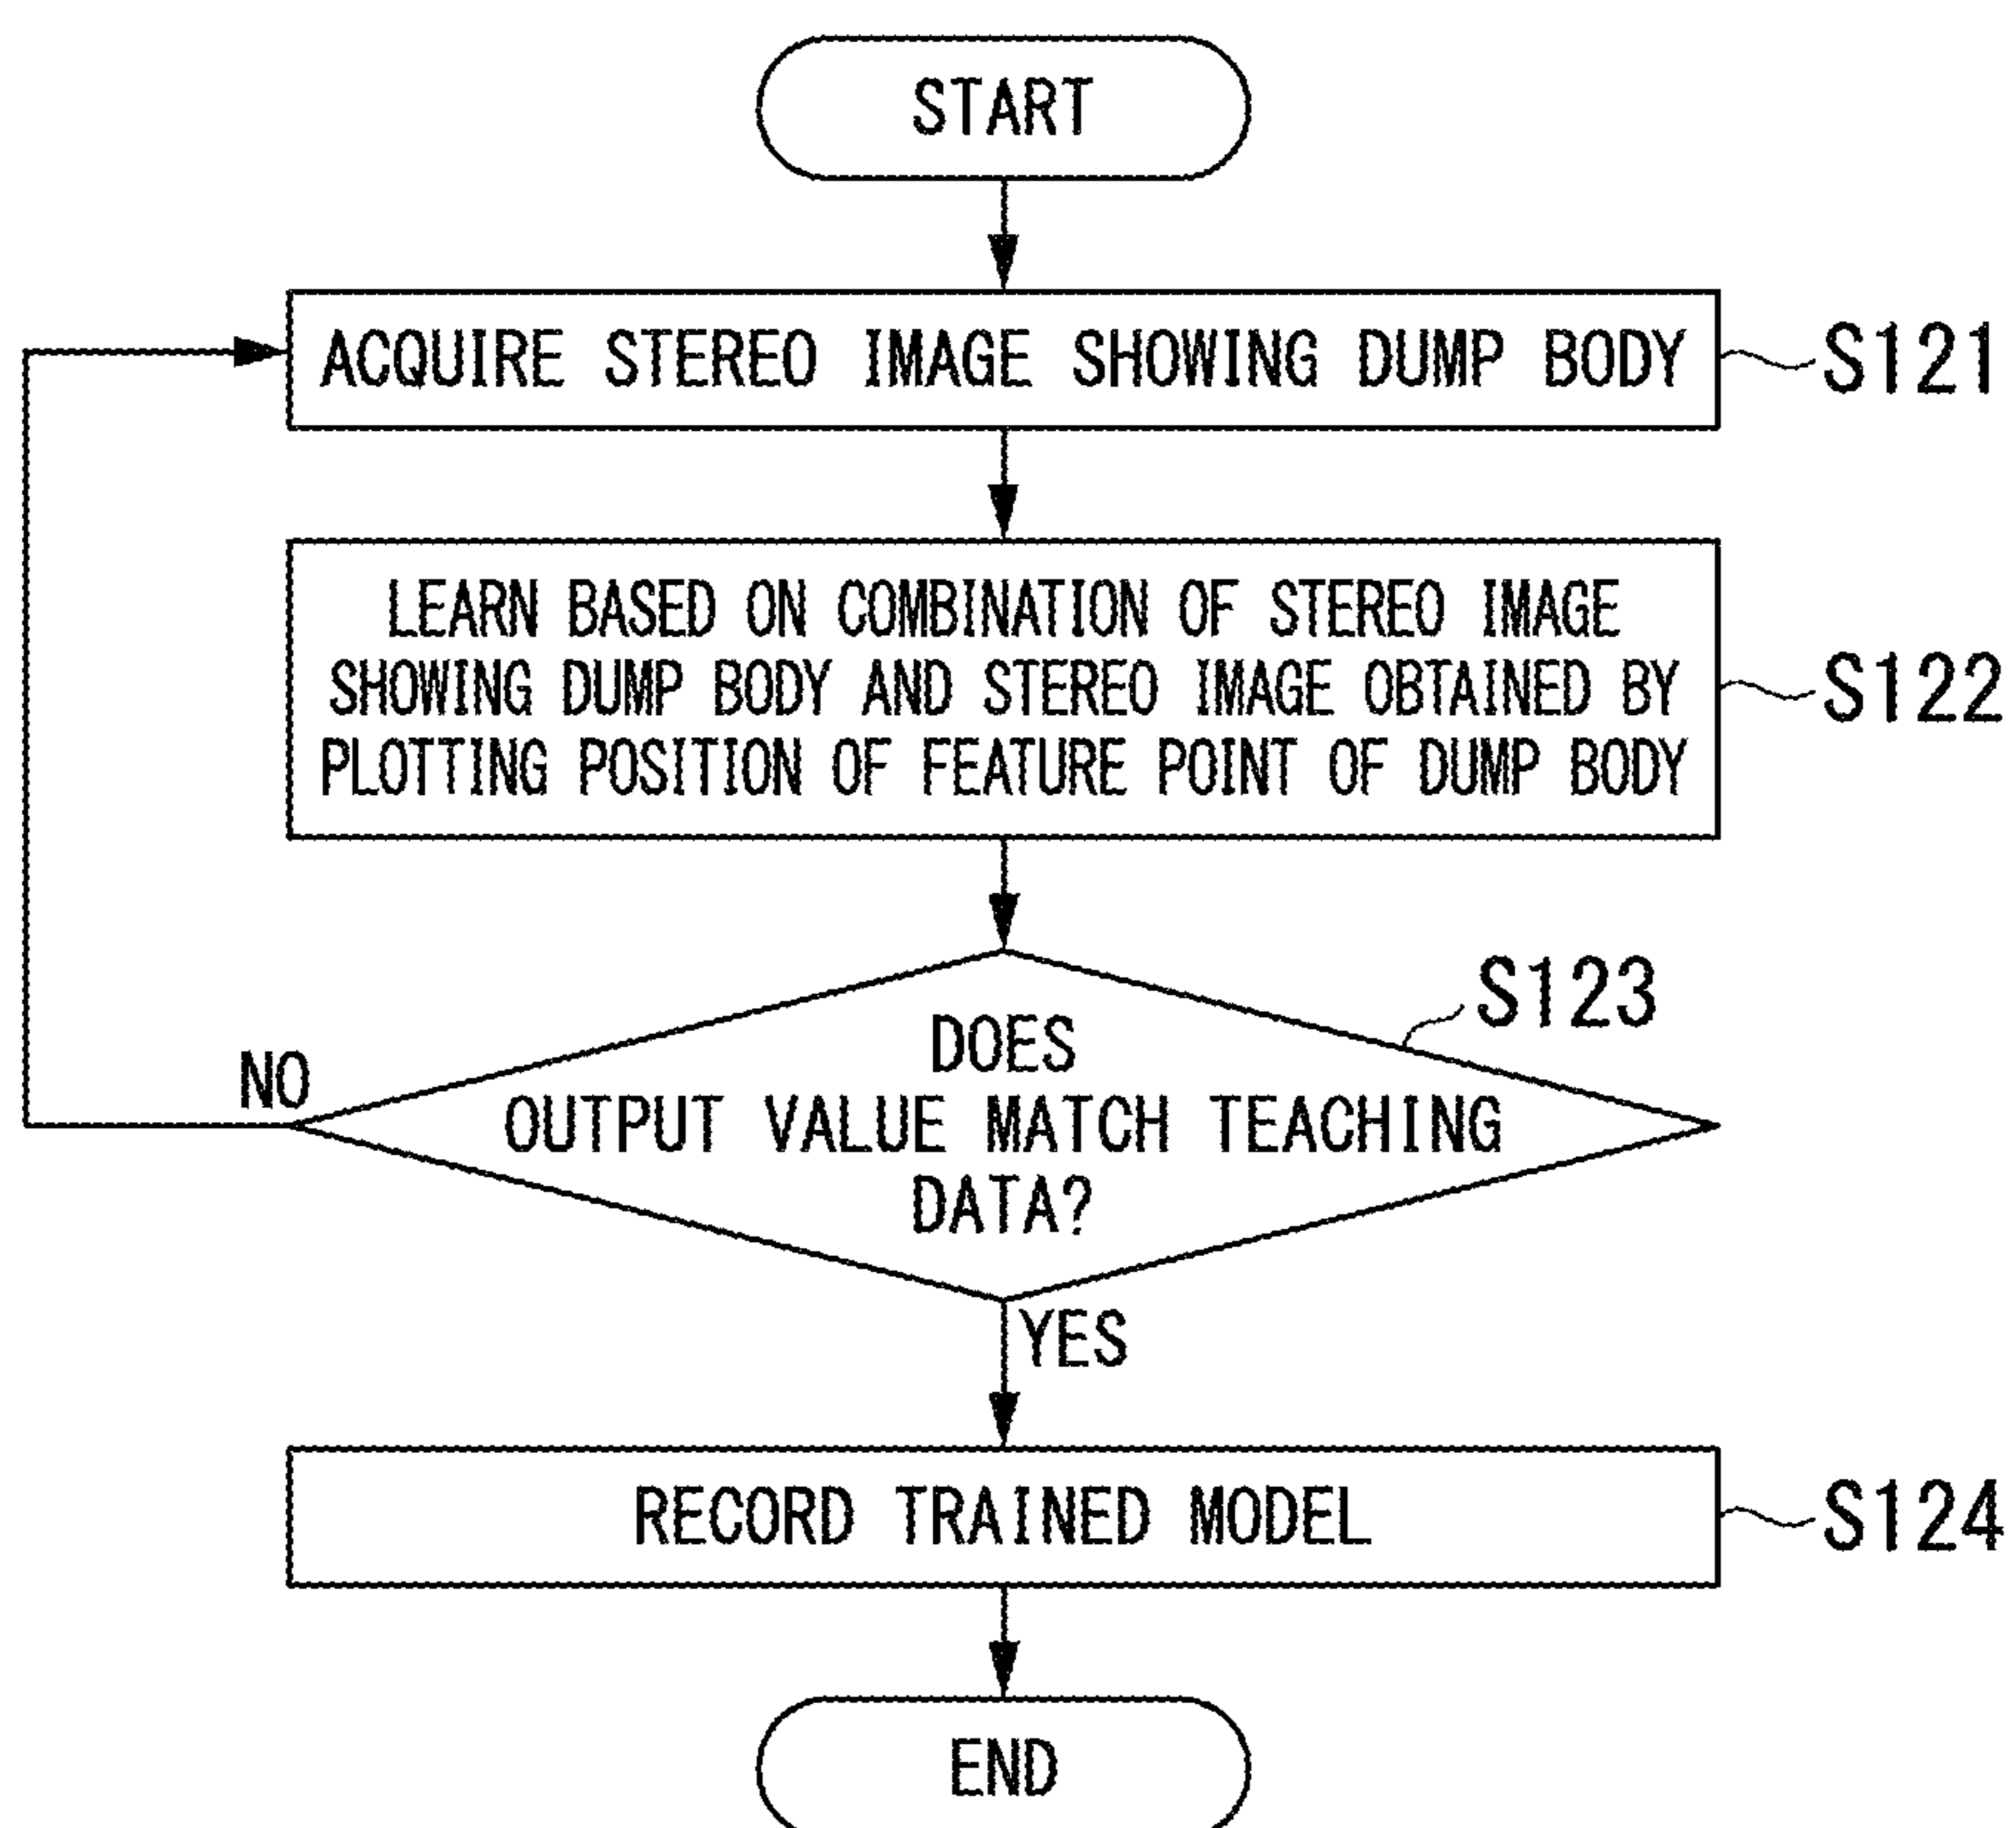 START
ACQUIRE STEREO IMAGE SHOWING DUMP BODY
S121
LEARN BASED ON COMBINATION OF STEREO IMAGE
SHOWING DUMP BODY AND STEREO IMAGE OBTAINED BY
PLOTTING POSITION OF FEATURE POINT OF DUMP BODY
S122
S123
DOES
OUTPUT VALUE MATCH TEACHING
DATA?
NO
YES
RECORD TRAINED MODEL
S124
END